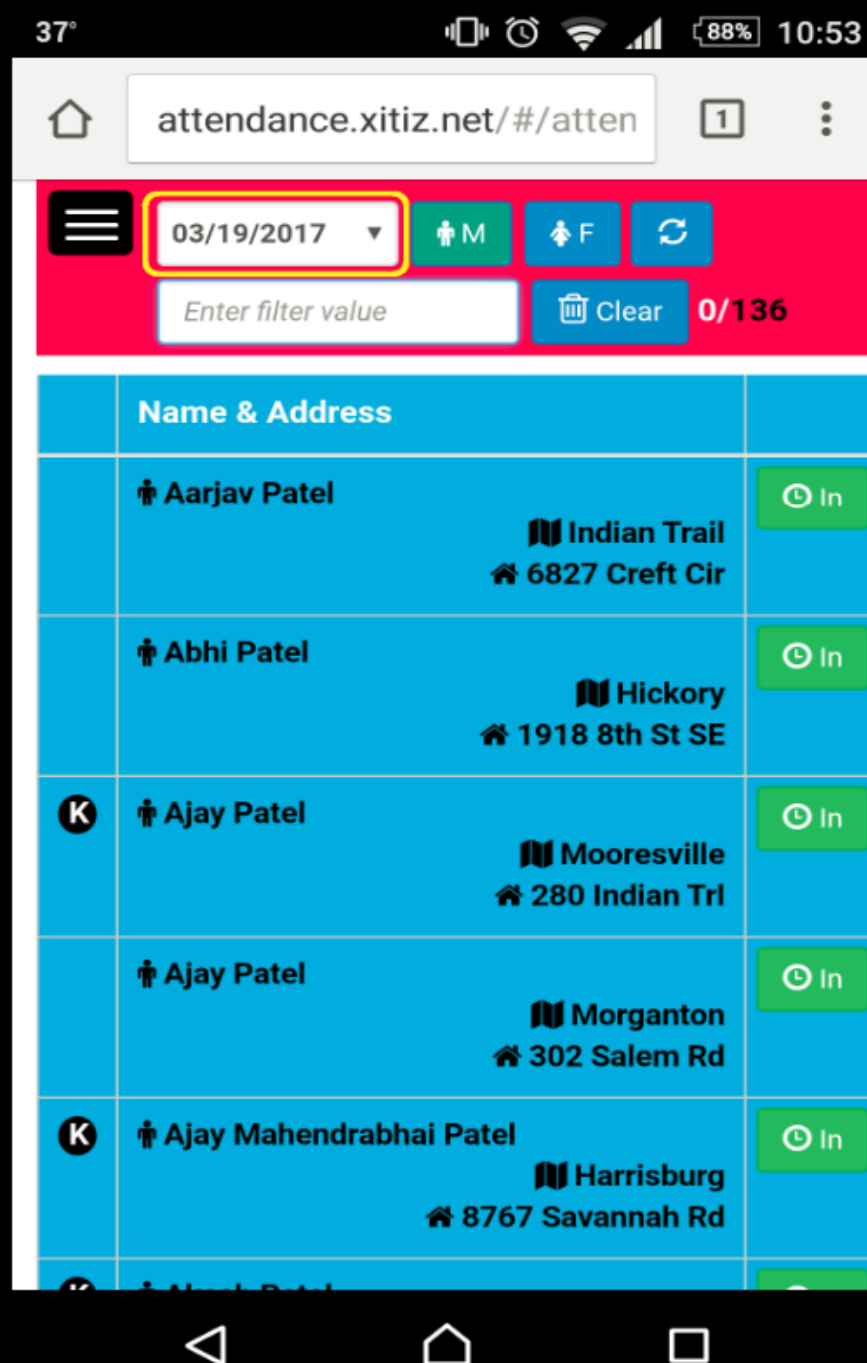 37° 88% 10:53
attendance.xitiz.net/#/atten 1
03/19/2017 M F
Enter filter value Clear 0/136
Name & Address
Aarjav Patel In
Indian Trail
6827 Creft Cir
Abhi Patel In
Hickory
1918 8th St SE
K Ajay Patel In
Mooresville
280 Indian Trl
Ajay Patel In
Morganton
302 Salem Rd
K Ajay Mahendrabhai Patel In
Harrisburg
8767 Savannah Rd
K Patel